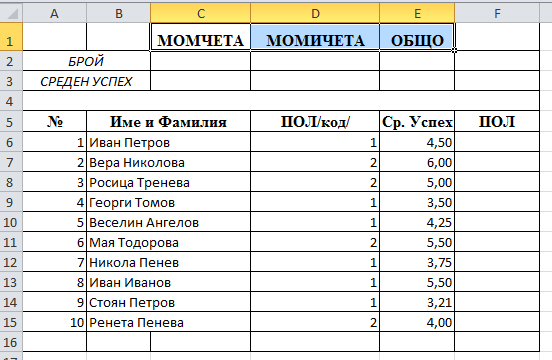 A B C D E F
1 МОМЧЕТА МОМИЧЕТА ОБЩО
2 БРОЙ
3 СРЕДЕН УСПЕХ
4
5 № Име и Фамилия ПОЛ/код/ Ср. Успех ПОЛ
6 1 Иван Петров 1 4,50
7 2 Вера Николова 2 6,00
8 3 Росица Тренева 2 5,00
9 4 Георги Томов 1 3,50
10 5 Веселин Ангелов 1 4,25
11 6 Мая Тодорова 2 5,50
12 7 Никола Пенев 1 3,75
13 8 Иван Иванов 1 5,50
14 9 Стоян Петров 1 3,21
15 10 Ренета Пенева 2 4,00
16